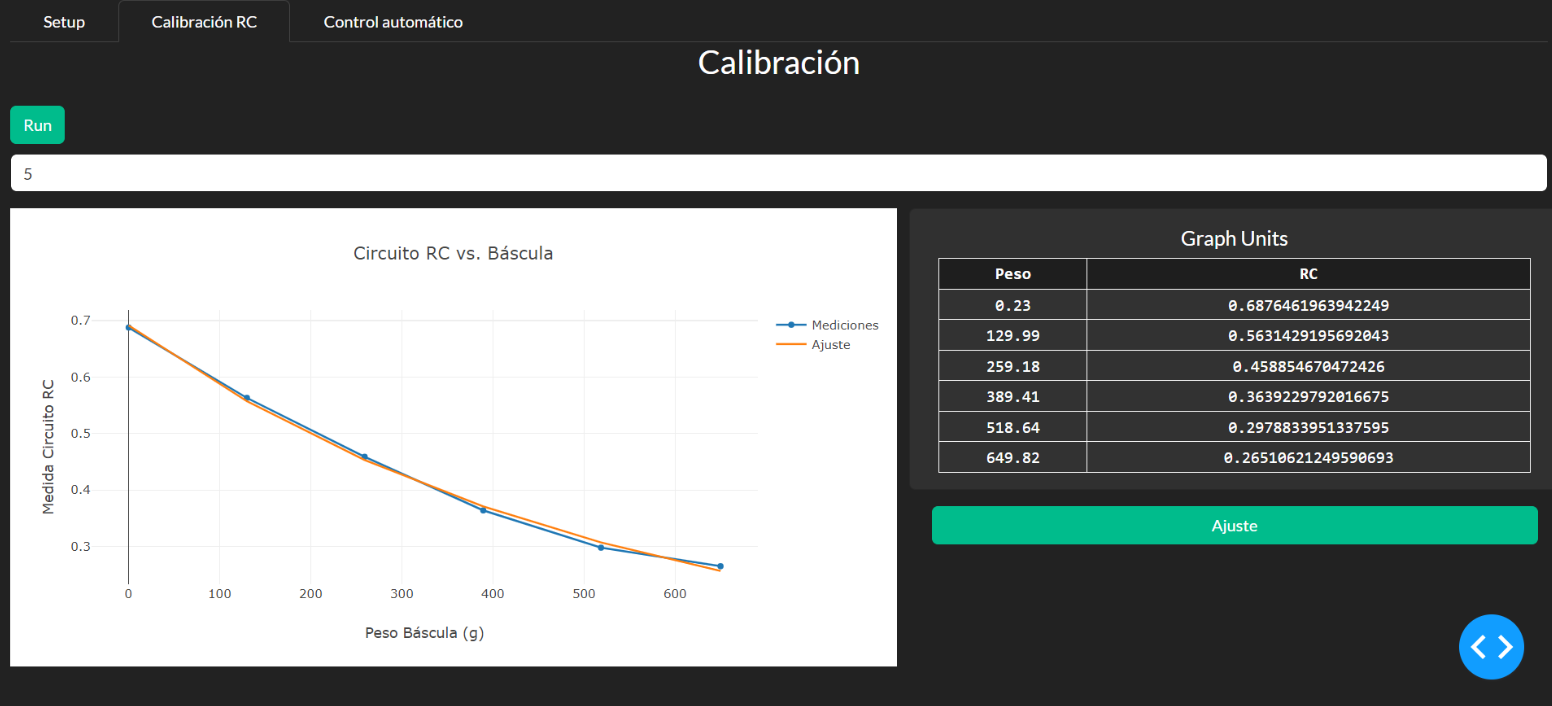 Setup Calibración RC Control automático
Calibración
Run
5
Circuito RC vs. Báscula
Medida Circuito RC
0.7
0.6
0.5
0.4
0.3
0 100 200 300 400 500 600
Peso Báscula (g)
Mediciones
Ajuste
Graph Units
Peso RC
0.23 0.6876461963942249
129.99 0.5631429195692043
259.18 0.458854670472426
389.41 0.3639229792016675
518.64 0.2978833951337595
649.82 0.26510621249590693
Ajuste